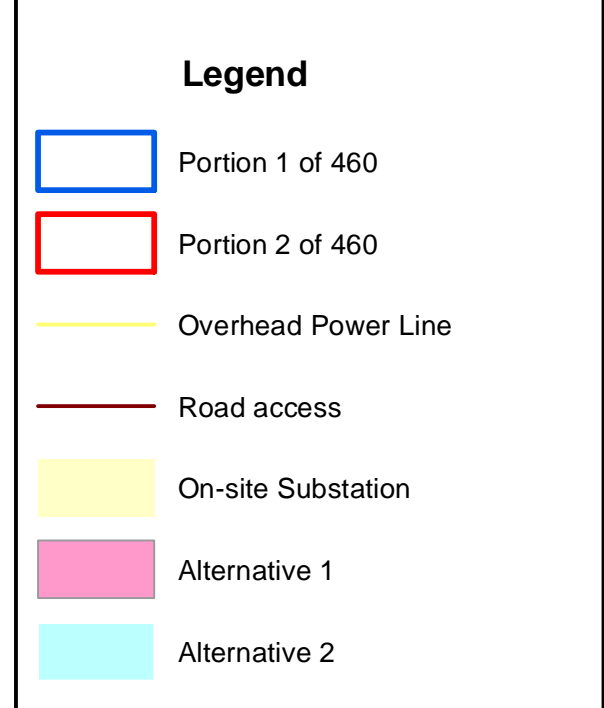 Legend
Portion 1 of 460
Portion 2 of 460
Overhead Power Line
Road access
On-site Substation
Alternative 1
Alternative 2